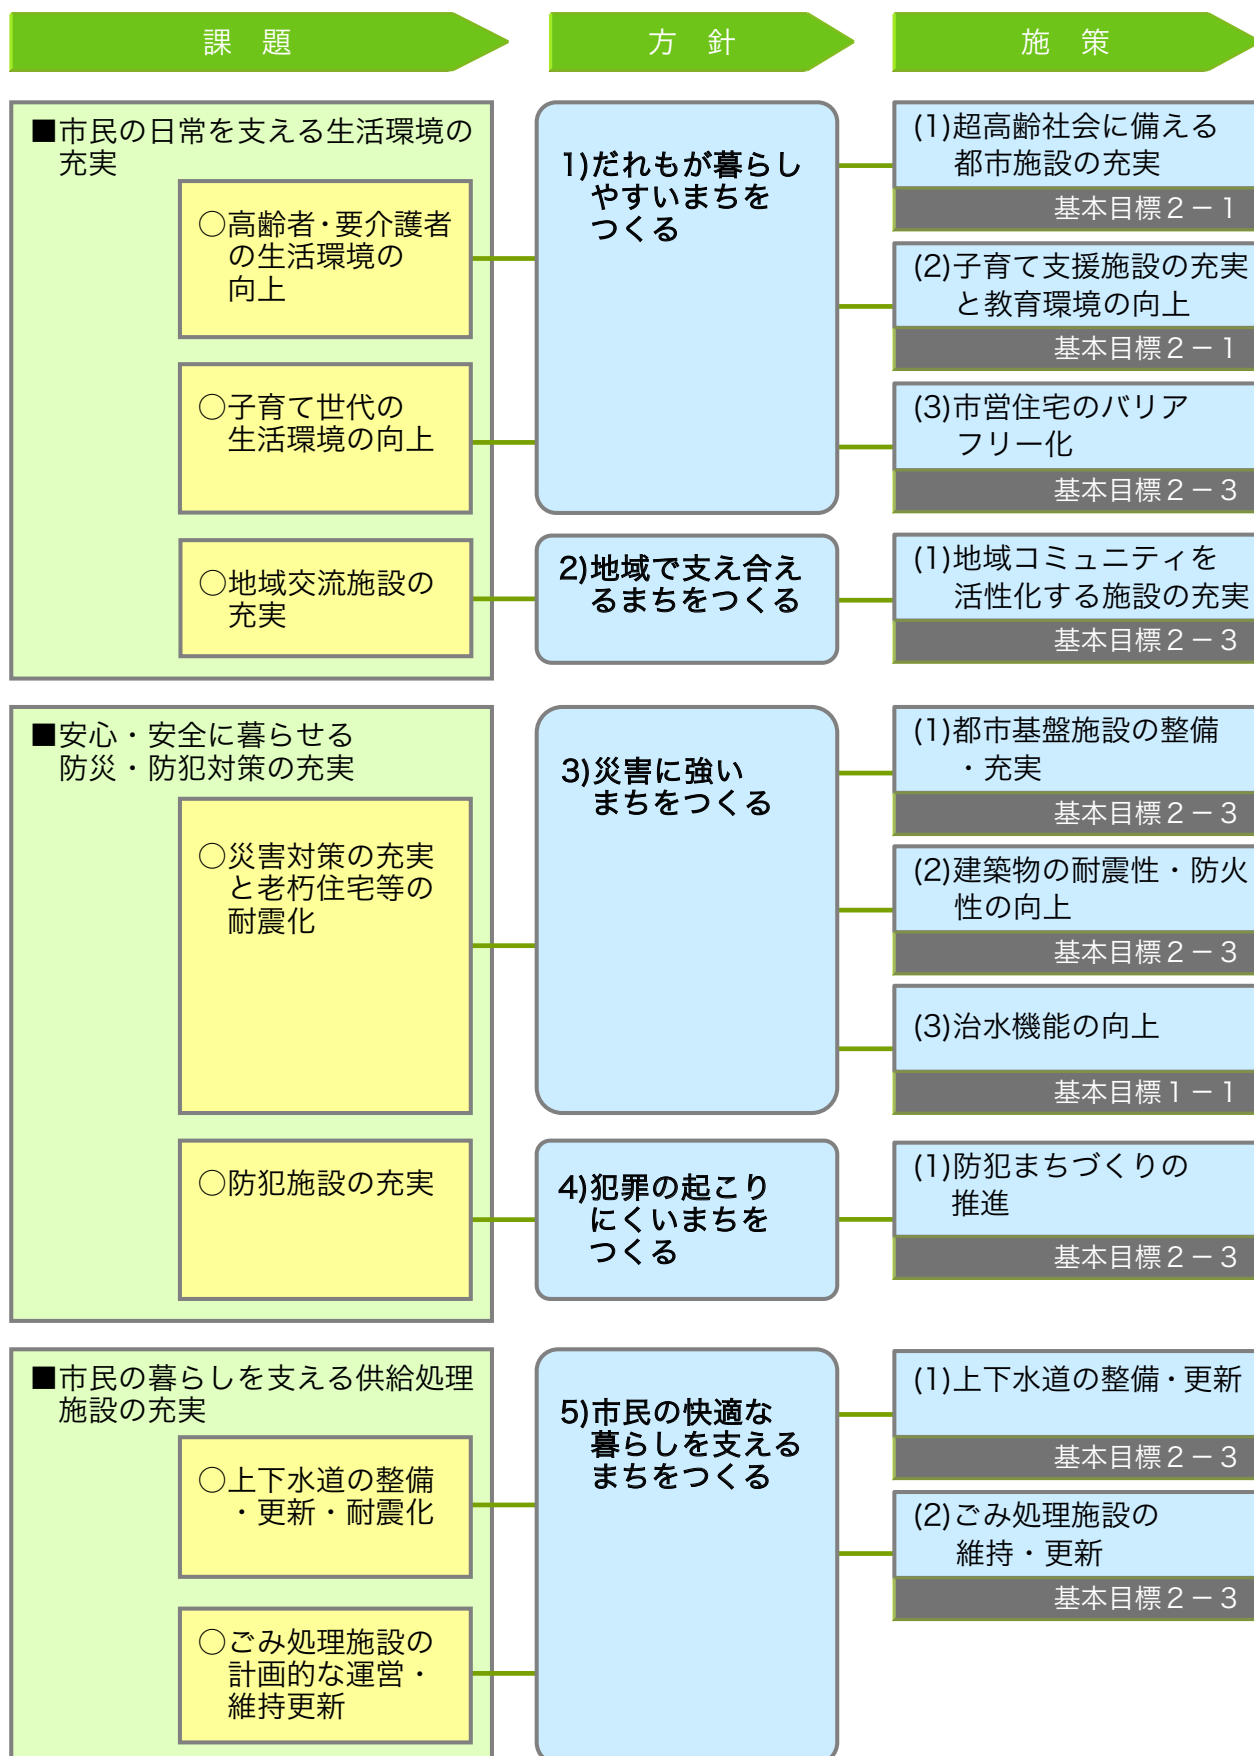 課 題
方 針
施 策
■市民の日常を支える生活環境の
充実
○高齢者・要介護者
の生活環境の
向上
○子育て世代の
生活環境の向上
○地域交流施設の
充実
1)だれもが暮らし
やすいまちを
つくる
2)地域で支え合え
るまちをつくる
(1)超高齢社会に備える
都市施設の充実
基本目標2－1
(2)子育て支援施設の充実
と教育環境の向上
基本目標2－1
(3)市営住宅のバリア
フリー化
基本目標2－3
(1)地域コミュニティを
活性化する施設の充実
基本目標2－3
■安心・安全に暮らせる
防災・防犯対策の充実
○災害対策の充実
と老朽住宅等の
耐震化
○防犯施設の充実
3)災害に強い
まちをつくる
4)犯罪の起こり
にくいまちを
つくる
(1)都市基盤施設の整備
・充実
基本目標2－3
(2)建築物の耐震性・防火
性の向上
基本目標2－3
(3)治水機能の向上
基本目標1－1
(1)防犯まちづくりの
推進
基本目標2－3
■市民の暮らしを支える供給処理
施設の充実
○上下水道の整備
・更新・耐震化
○ごみ処理施設の
計画的な運営・
維持更新
5)市民の快適な
暮らしを支える
まちをつくる
(1)上下水道の整備・更新
基本目標2－3
(2)ごみ処理施設の
維持・更新
基本目標2－3